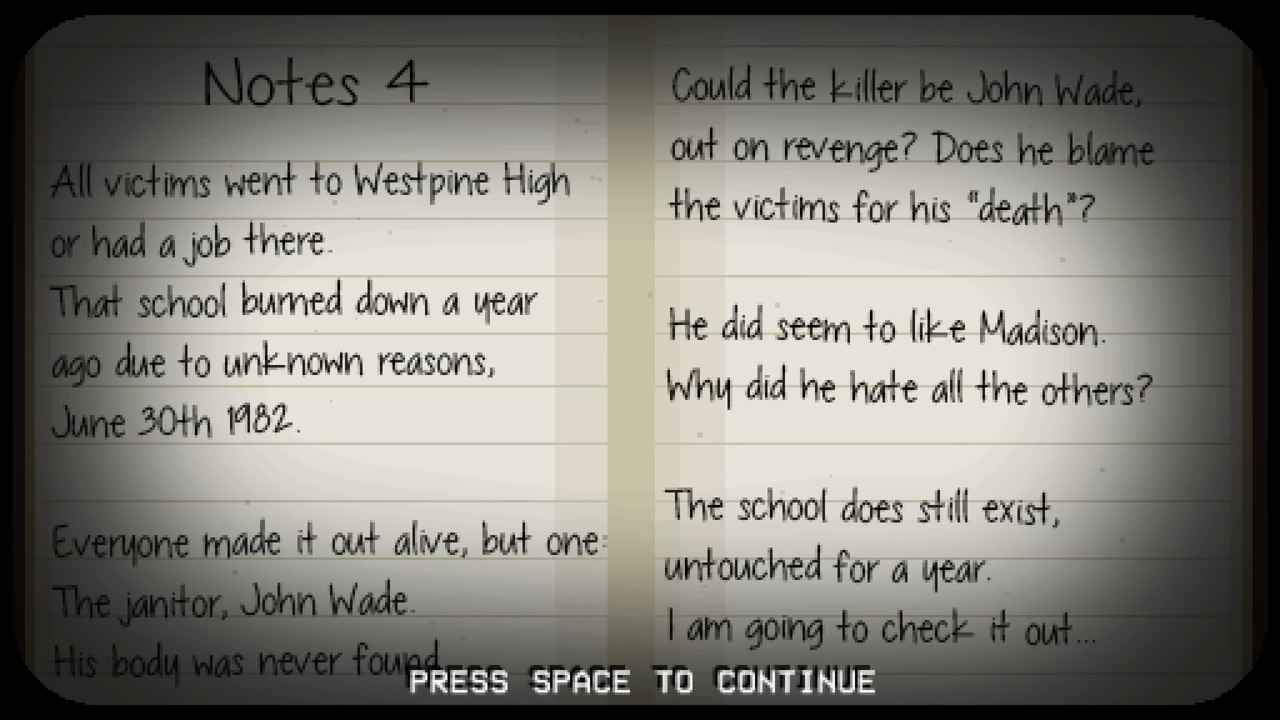 Notes 4
All victims went to Westpine High
or had a job there.
That school burned down a year
ago due to unknown reasons,
June 30th 1982.
Everyone made it out alive, but one:
The janitor, John Wade.
His body was never found.
Could the killer be John Wade,
out on revenge? Does he blame
the victims for his "death"?
He did seem to like Madison.
Why did he hate all the others?
The school does still exist,
untouched for a year.
I am going to check it out...
PRESS SPACE TO CONTINUE